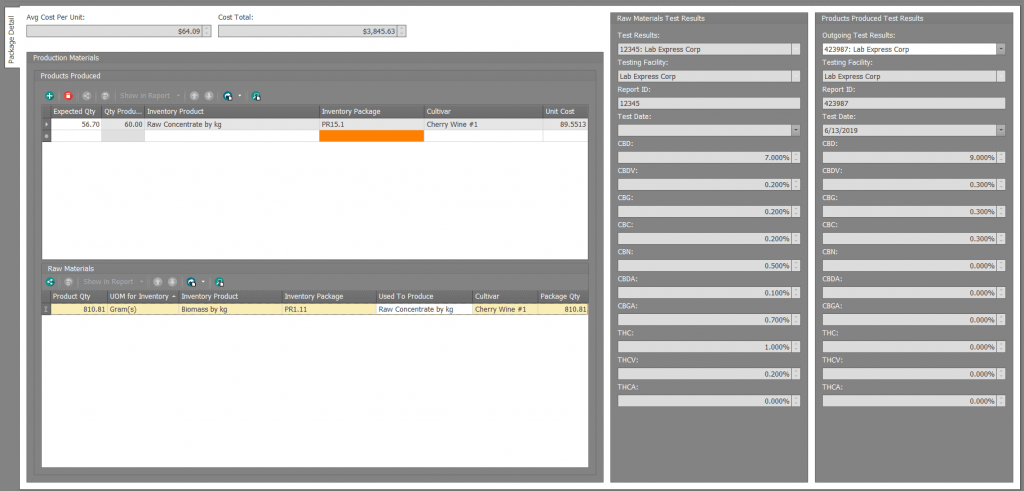 Package Detail
Avg Cost Per Unit: Cost Total:
$64.09 $3,845.63
Production Materials
Products Produced
Show in Report
Expected Qty Qty Produ... Inventory Product Inventory Package Cultivar Unit Cost
56.70 60.00 Raw Concentrate by kg PR15.1 Cherry Wine #1 89.5513
Raw Materials
Show in Report
Product Qty UOM for Inventory Inventory Product Inventory Package Used To Produce Cultivar Package Qty
810.81 Gram(s) Biomass by kg PR1.11 Raw Concentrate by kg Cherry Wine #1 810.81
Raw Materials Test Results
Test Results:
12345: Lab Express Corp
Testing Facility:
Lab Express Corp
Report ID:
12345
Test Date:
CBD:
7.000%
CBDV:
0.200%
CBG:
0.200%
CBC:
0.200%
CBN:
0.500%
CBDA:
0.100%
CBGA:
0.700%
THC:
1.000%
THCV:
0.200%
THCA:
0.000%
Products Produced Test Results
Outgoing Test Results:
423987: Lab Express Corp
Testing Facility:
Lab Express Corp
Report ID:
423987
Test Date:
6/13/2019
CBD:
9.000%
CBDV:
0.300%
CBG:
0.300%
CBC:
0.300%
CBN:
0.000%
CBDA:
0.000%
CBGA:
0.000%
THC:
0.000%
THCV:
0.000%
THCA:
0.000%